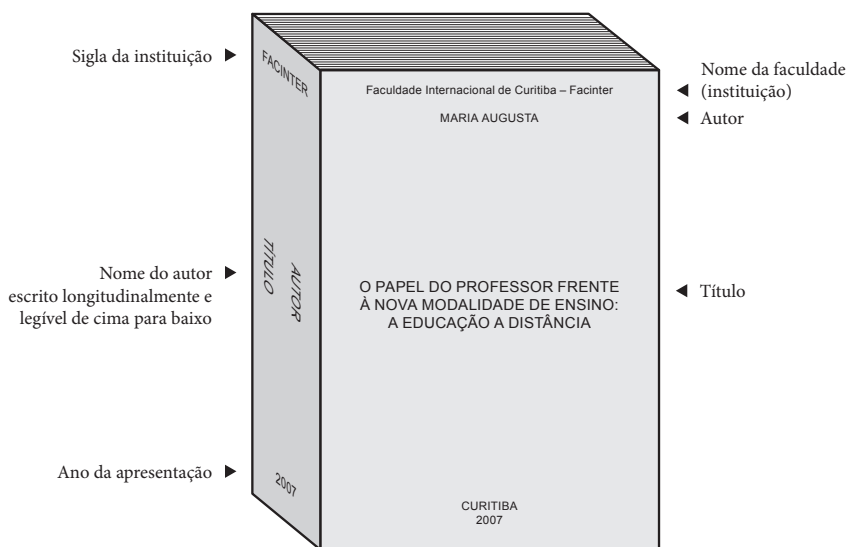 Sigla da instituição
FACINTER
Faculdade Internacional de Curitiba – Facinter
MARIA AUGUSTA
Nome da faculdade
(instituição)
Autor
Nome do autor
escrito longitudinalmente e
legível de cima para baixo
AUTOR
TÍTULO
O PAPEL DO PROFESSOR FRENTE
À NOVA MODALIDADE DE ENSINO:
A EDUCAÇÃO A DISTÂNCIA
Título
Ano da apresentação
2007
CURITIBA
2007